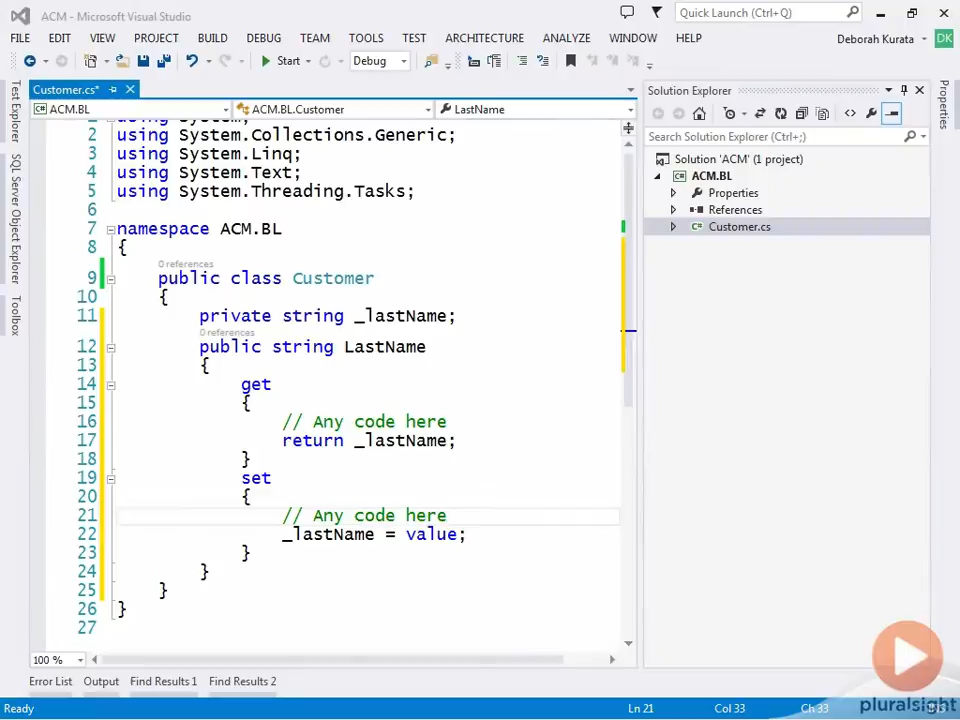 ACM - Microsoft Visual Studio
Quick Launch (Ctrl+Q)
FILE EDIT VIEW PROJECT BUILD DEBUG TEAM TOOLS TEST ARCHITECTURE ANALYZE WINDOW HELP
Deborah Kurata DK
Start Debug
Customer.cs*
ACM.BL ACM.BL.Customer LastName
Test Explorer
SQL Server Object Explorer
Toolbox
using System;
2 using System.Collections.Generic;
3 using System.Linq;
4 using System.Text;
5 using System.Threading.Tasks;
6
7 namespace ACM.BL
8 {
0 references
9 public class Customer
10 {
11 private string _lastName;
0 references
12 public string LastName
13 {
14 get
15 {
16 // Any code here
17 return _lastName;
18 }
19 set
20 {
21 // Any code here
22 _lastName = value;
23 }
24 }
25 }
26 }
27
100 %
Solution Explorer
Search Solution Explorer (Ctrl+;)
Solution 'ACM' (1 project)
ACM.BL
Properties
References
C# Customer.cs
Properties
Error List Output Find Results 1 Find Results 2
Ready Ln 21 Col 33 Ch 33
pluralsight